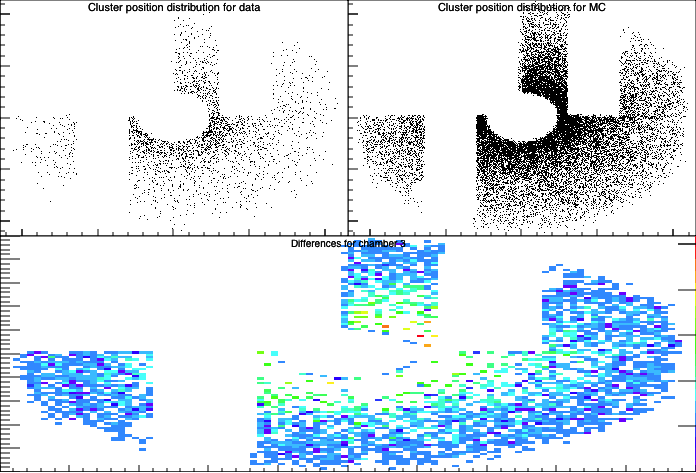 Cluster position distribution for data
Cluster position distribution for MC
Differences for chamber 3